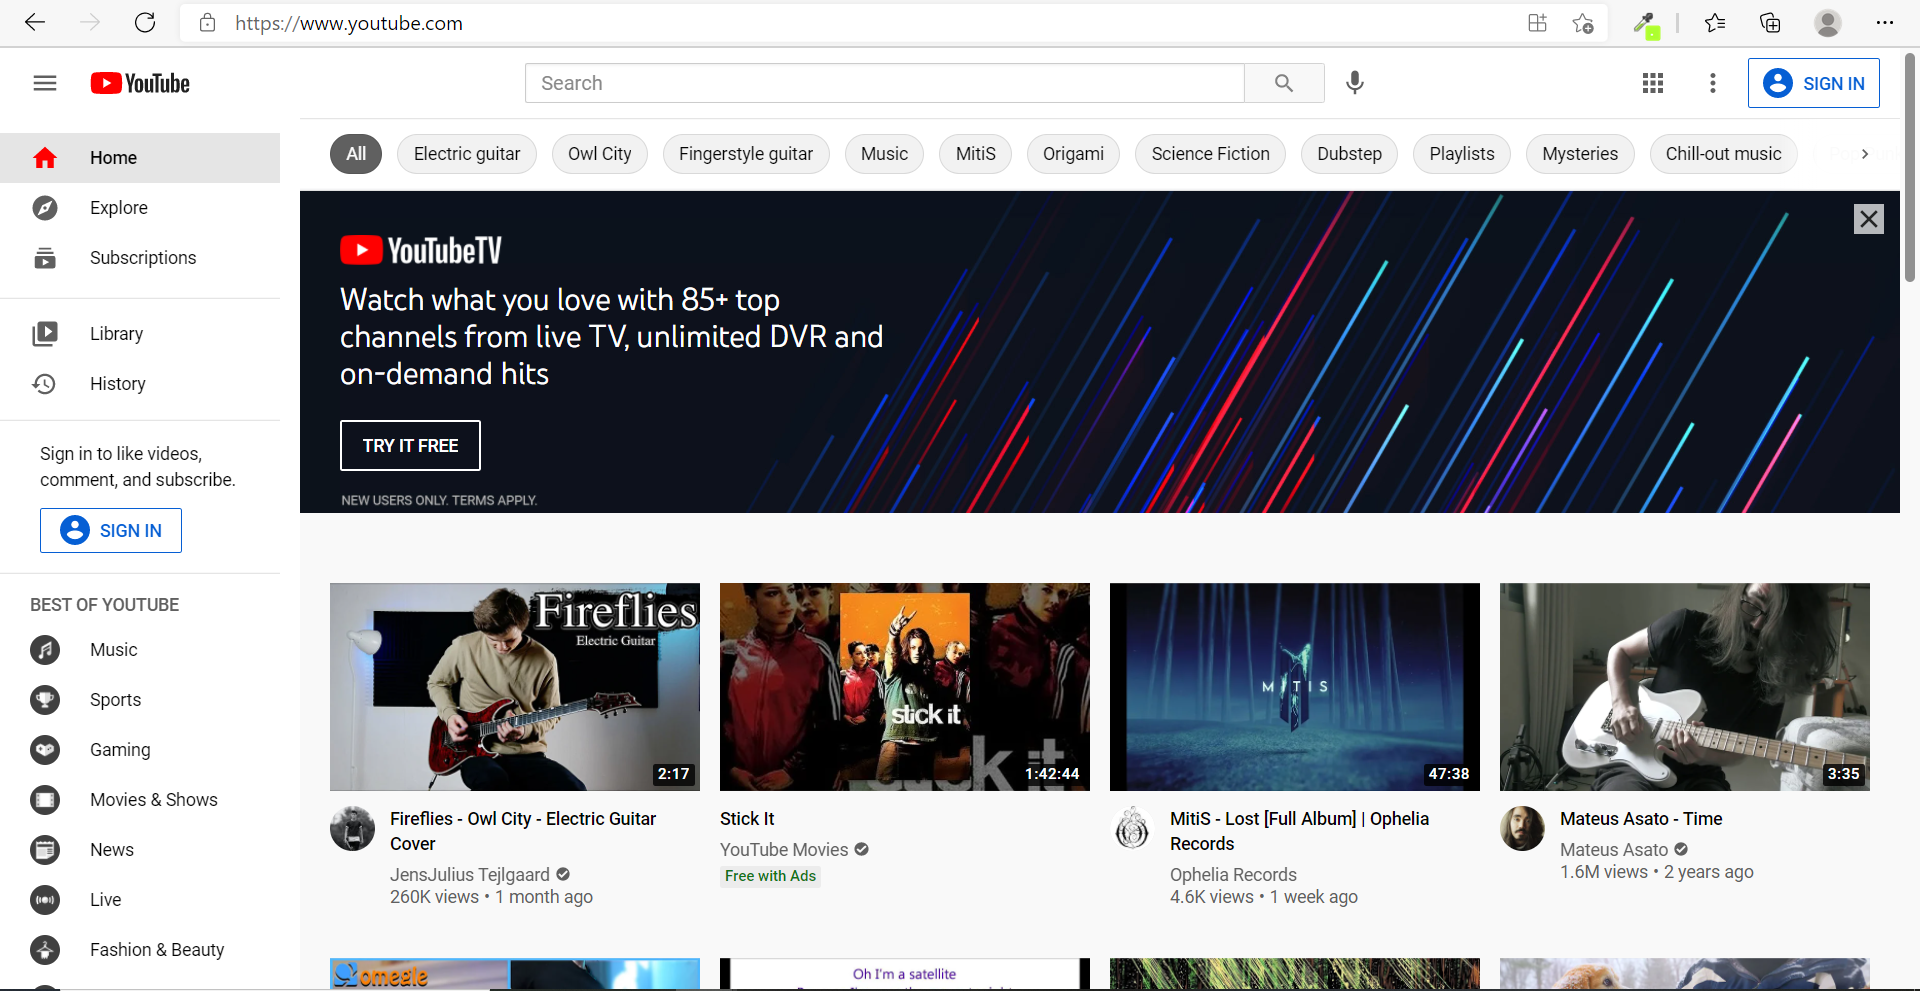 https://www.youtube.com
YouTube
Search
SIGN IN
Home
Explore
Subscriptions
Library
History
Sign in to like videos,
comment, and subscribe.
SIGN IN
BEST OF YOUTUBE
Music
Sports
Gaming
Movies & Shows
News
Live
Fashion & Beauty
All
Electric guitar
Owl City
Fingerstyle guitar
Music
MitiS
Origami
Science Fiction
Dubstep
Playlists
Mysteries
Chill-out music
YouTubeTV
Watch what you love with 85+ top
channels from live TV, unlimited DVR and
on-demand hits
TRY IT FREE
NEW USERS ONLY. TERMS APPLY.
Fireflies
Electric Guitar
2:17
Fireflies - Owl City - Electric Guitar
Cover
JensJulius Tejlgaard
260K views • 1 month ago
stick it
1:42:44
Stick It
YouTube Movies
Free with Ads
MITIS
47:38
MitiS - Lost [Full Album] | Ophelia
Records
Ophelia Records
4.6K views • 1 week ago
3:35
Mateus Asato - Time
Mateus Asato
1.6M views • 2 years ago
omegle
Oh I'm a satellite